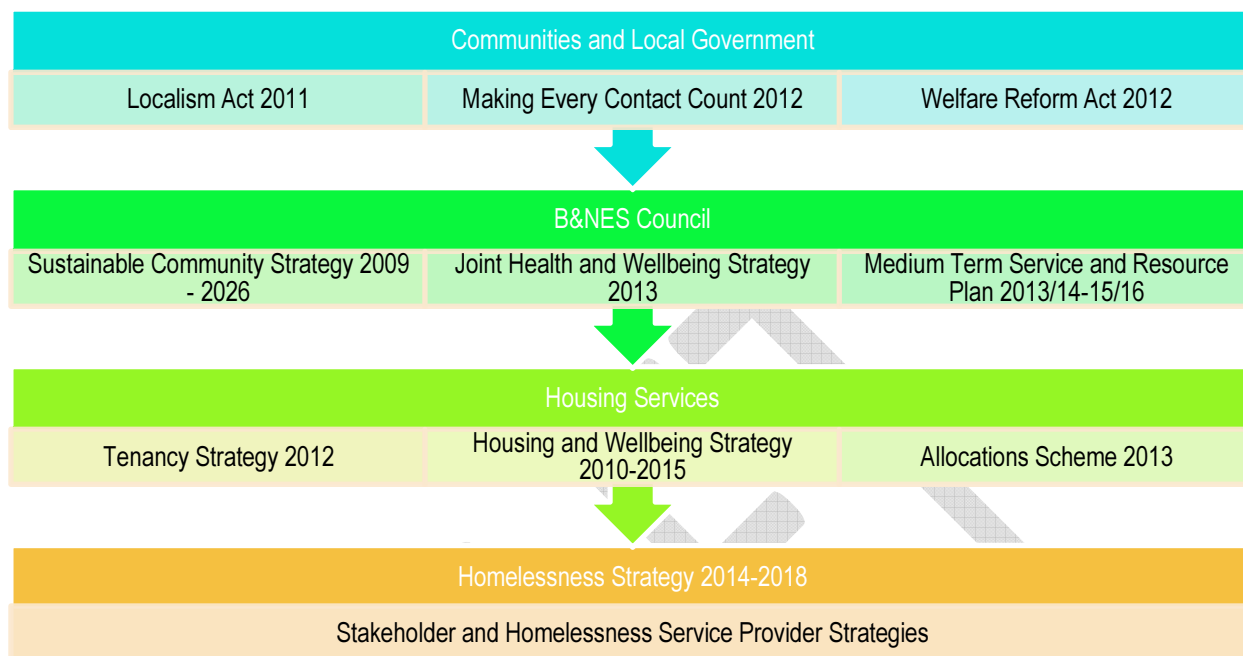 Communities and Local Government
Localism Act 2011
Making Every Contact Count 2012
Welfare Reform Act 2012
B&NES Council
Sustainable Community Strategy 2009
- 2026
Joint Health and Wellbeing Strategy
2013
Medium Term Service and Resource
Plan 2013/14-15/16
Housing Services
Tenancy Strategy 2012
Housing and Wellbeing Strategy
2010-2015
Allocations Scheme 2013
Homelessness Strategy 2014-2018
Stakeholder and Homelessness Service Provider Strategies